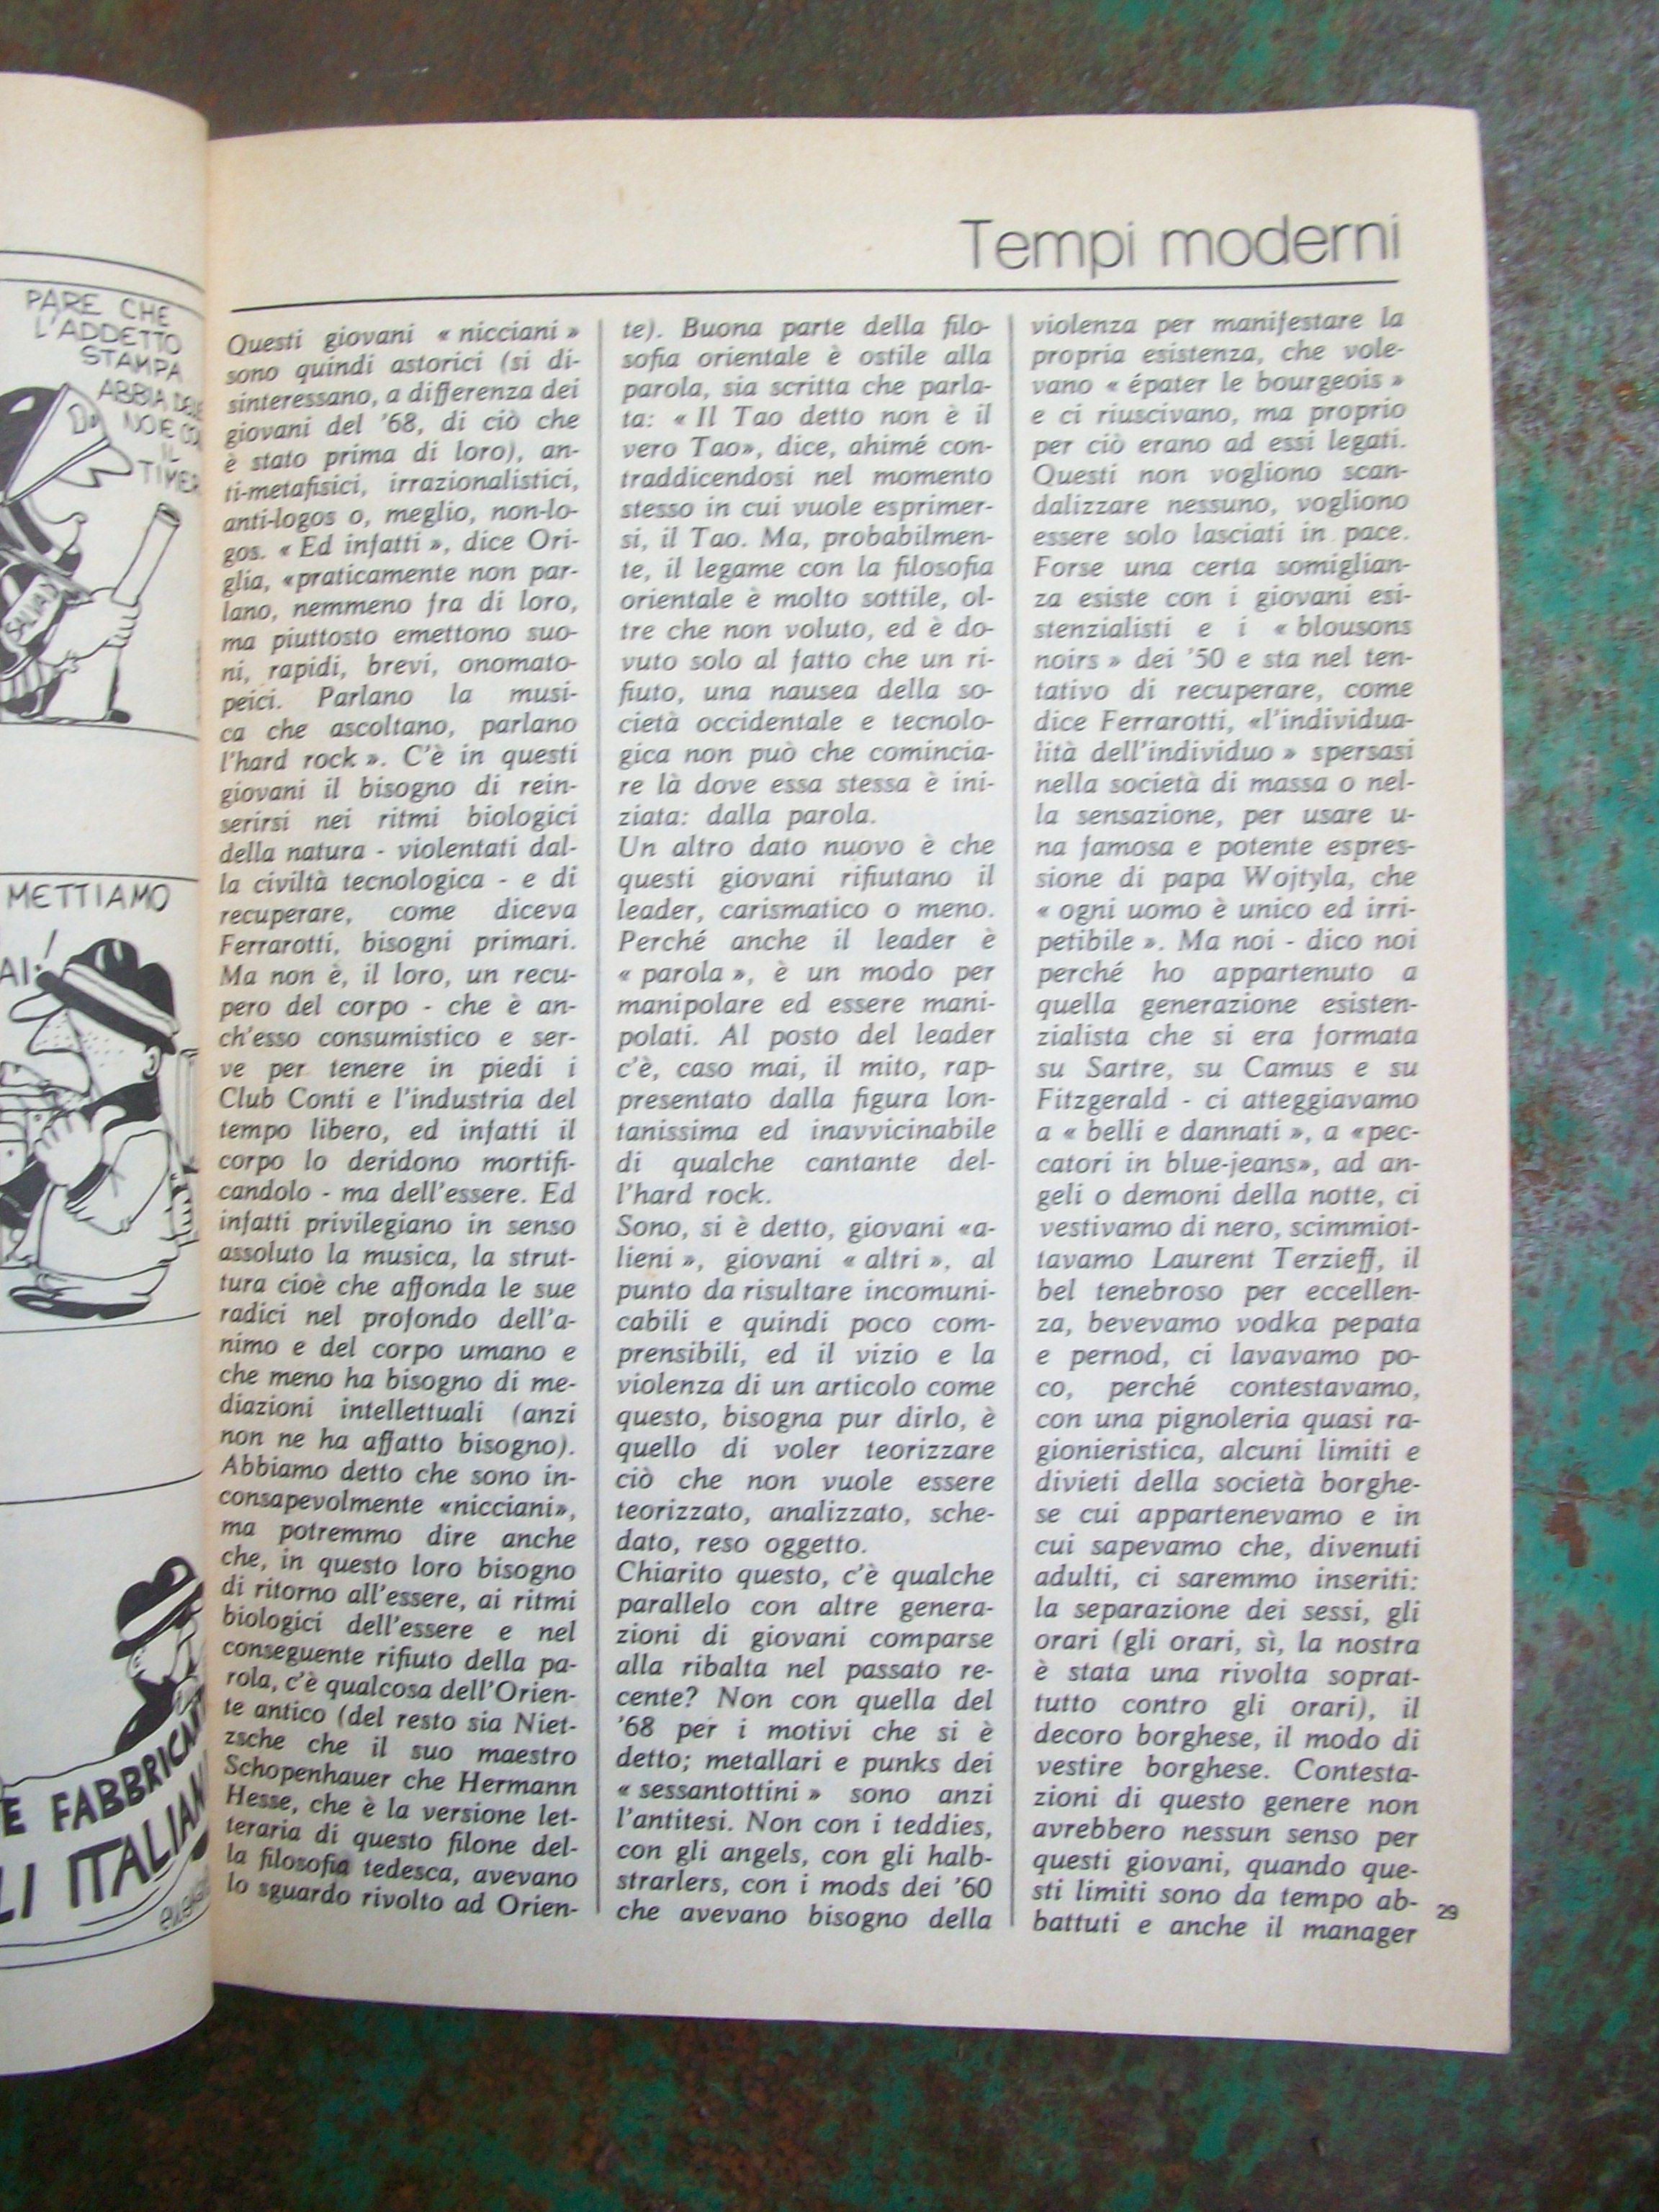 PARE CHE
L'ADDETTO
STAMPA
ABBIA
IL
TIMER
METTIAMO
AI!
E FABBRICA
LI ITALIAN
Tempi moderni
Questi giovani « nicciani »
sono quindi astorici (si di-
sinteressano, a differenza dei
giovani del '68, di ciò che
è stato prima di loro), an-
ti-metafisici, irrazionalistici,
anti-logos o, meglio, non-lo-
gos. « Ed infatti », dice Ori-
glia, «praticamente non par-
lano, nemmeno fra di loro,
ma piuttosto emettono suo-
ni, rapidi, brevi, onomato-
peici. Parlano la musi-
ca che ascoltano, parlano
l'hard rock ». C'è in questi
giovani il bisogno di rein-
serirsi nei ritmi biologici
della natura - violentati dal-
la civiltà tecnologica - e di
recuperare, come diceva
Ferrarotti, bisogni primari.
Ma non è, il loro, un recu-
pero del corpo - che è an-
ch'esso consumistico e ser-
ve per tenere in piedi i
Club Conti e l'industria del
tempo libero, ed infatti il
corpo lo deridono mortifi-
candolo - ma dell'essere. Ed
infatti privilegiano in senso
assoluto la musica, la strut-
tura cioè che affonda le sue
radici nel profondo dell'a-
nimo e del corpo umano e
che meno ha bisogno di me-
diazioni intellettuali (anzi
non ne ha affatto bisogno).
Abbiamo detto che sono in-
consapevolmente «nicciani»,
ma potremmo dire anche
che, in questo loro bisogno
di ritorno all'essere, ai ritmi
biologici dell'essere e nel
conseguente rifiuto della pa-
rola, c'è qualcosa dell'Orien-
te antico (del resto sia Niet-
zsche che il suo maestro
Schopenhauer che Hermann
Hesse, che è la versione let-
teraria di questo filone del-
la filosofia tedesca, avevano
lo sguardo rivolto ad Orien-
te). Buona parte della filo-
sofia orientale è ostile alla
parola, sia scritta che parla-
ta: « Il Tao detto non è il
vero Tao», dice, ahimé con-
traddicendosi nel momento
stesso in cui vuole esprimer-
si, il Tao. Ma, probabilmen-
te, il legame con la filosofia
orientale è molto sottile, ol-
tre che non voluto, ed è do-
vuto solo al fatto che un ri-
fiuto, una nausea della so-
cietà occidentale e tecnolo-
gica non può che comincia-
re là dove essa stessa è ini-
ziata: dalla parola.
Un altro dato nuovo è che
questi giovani rifiutano il
leader, carismatico o meno.
Perché anche il leader è
« parola », è un modo per
manipolare ed essere mani-
polati. Al posto del leader
c'è, caso mai, il mito, rap-
presentato dalla figura lon-
tanissima ed inavvicinabile
di qualche cantante del-
l'hard rock.
Sono, si è detto, giovani «a-
lieni », giovani « altri », al
punto da risultare incomuni-
cabili e quindi poco com-
prensibili, ed il vizio e la
violenza di un articolo come
questo, bisogna pur dirlo, è
quello di voler teorizzare
ciò che non vuole essere
teorizzato, analizzato, sche-
dato, reso oggetto.
Chiarito questo, c'è qualche
parallelo con altre genera-
zioni di giovani comparse
alla ribalta nel passato re-
cente? Non con quella del
'68 per i motivi che si è
detto; metallari e punks dei
« sessantottini » sono anzi
l'antitesi. Non con i teddies,
con gli angels, con gli halb-
strarlers, con i mods dei '60
che avevano bisogno della
violenza per manifestare la
propria esistenza, che vole-
vano « épater le bourgeois »
e ci riuscivano, ma proprio
per ciò erano ad essi legati.
Questi non vogliono scan-
dalizzare nessuno, vogliono
essere solo lasciati in pace.
Forse una certa somiglian-
za esiste con i giovani esi-
stenzialisti e i « blousons
noirs » dei '50 e sta nel ten-
tativo di recuperare, come
dice Ferrarotti, «l'individua-
lità dell'individuo » spersasi
nella società di massa o nel-
la sensazione, per usare u-
na famosa e potente espres-
sione di papa Wojtyla, che
« ogni uomo è unico ed irri-
petibile ». Ma noi - dico noi
perché ho appartenuto a
quella generazione esisten-
zialista che si era formata
su Sartre, su Camus e su
Fitzgerald - ci atteggiavamo
a « belli e dannati », a «pec-
catori in blue-jeans», ad an-
geli o demoni della notte, ci
vestivamo di nero, scimmiot-
tavamo Laurent Terzieff, il
bel tenebroso per eccellen-
za, bevevamo vodka pepata
e pernod, ci lavavamo po-
co, perché contestavamo,
con una pignoleria quasi ra-
gionieristica, alcuni limiti e
divieti della società borghe-
se cui appartenevamo e in
cui sapevamo che, divenuti
adulti, ci saremmo inseriti:
la separazione dei sessi, gli
orari (gli orari, sì, la nostra
è stata una rivolta soprat-
tutto contro gli orari), il
decoro borghese, il modo di
vestire borghese. Contesta-
zioni di questo genere non
avrebbero nessun senso per
questi giovani, quando que-
sti limiti sono da tempo ab-
battuti e anche il manager
29